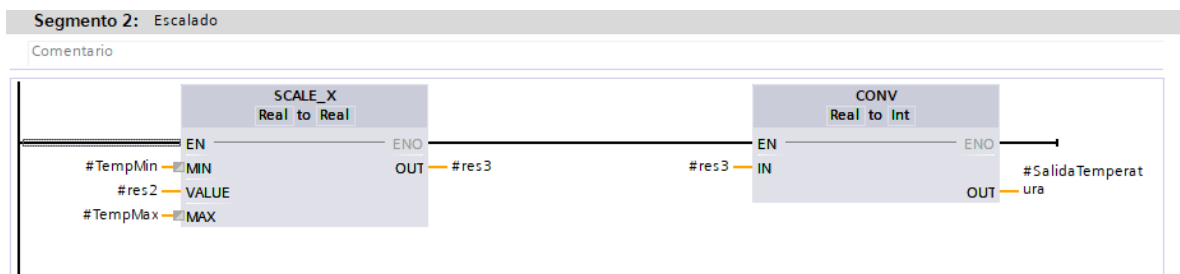 Segmento 2: Escalado
Comentario
SCALE_X
Real to Real
EN ENO
#TempMin MIN OUT #res3
#res2 VALUE
#TempMax MAX
CONV
Real to Int
EN ENO
#res3 IN
#SalidaTemperat
OUT ura